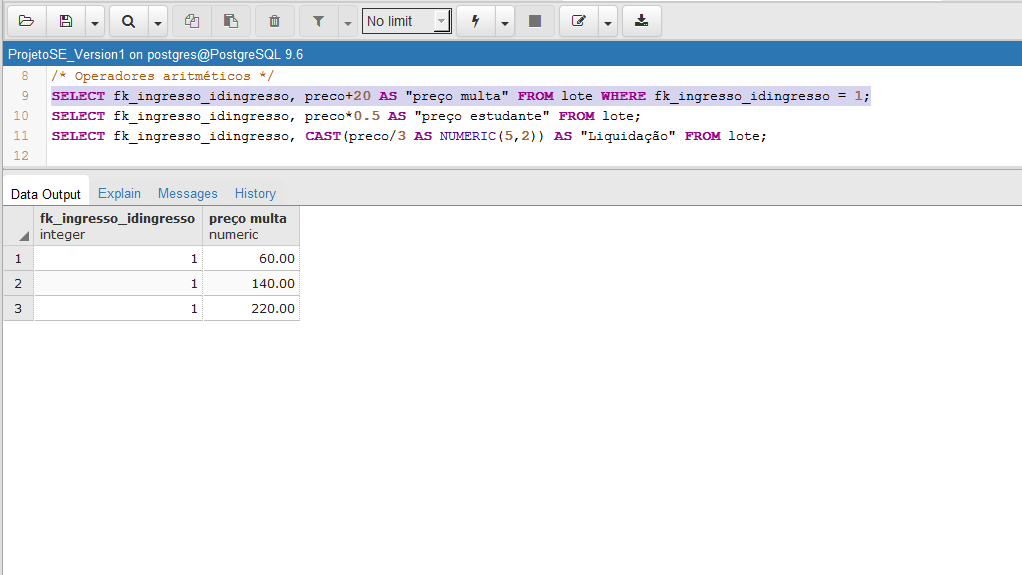 No limit
ProjetoSE_Version1 on postgres@PostgreSQL 9.6
8 /* Operadores aritméticos */
9 SELECT fk_ingresso_idingresso, preco+20 AS "preço multa" FROM lote WHERE fk_ingresso_idingresso = 1;
10 SELECT fk_ingresso_idingresso, preco*0.5 AS "preço estudante" FROM lote;
11 SELECT fk_ingresso_idingresso, CAST(preco/3 AS NUMERIC(5,2)) AS "Liquidação" FROM lote;
12
Data Output Explain Messages History
fk_ingresso_idingresso preço multa
integer numeric
1 1 60.00
2 1 140.00
3 1 220.00